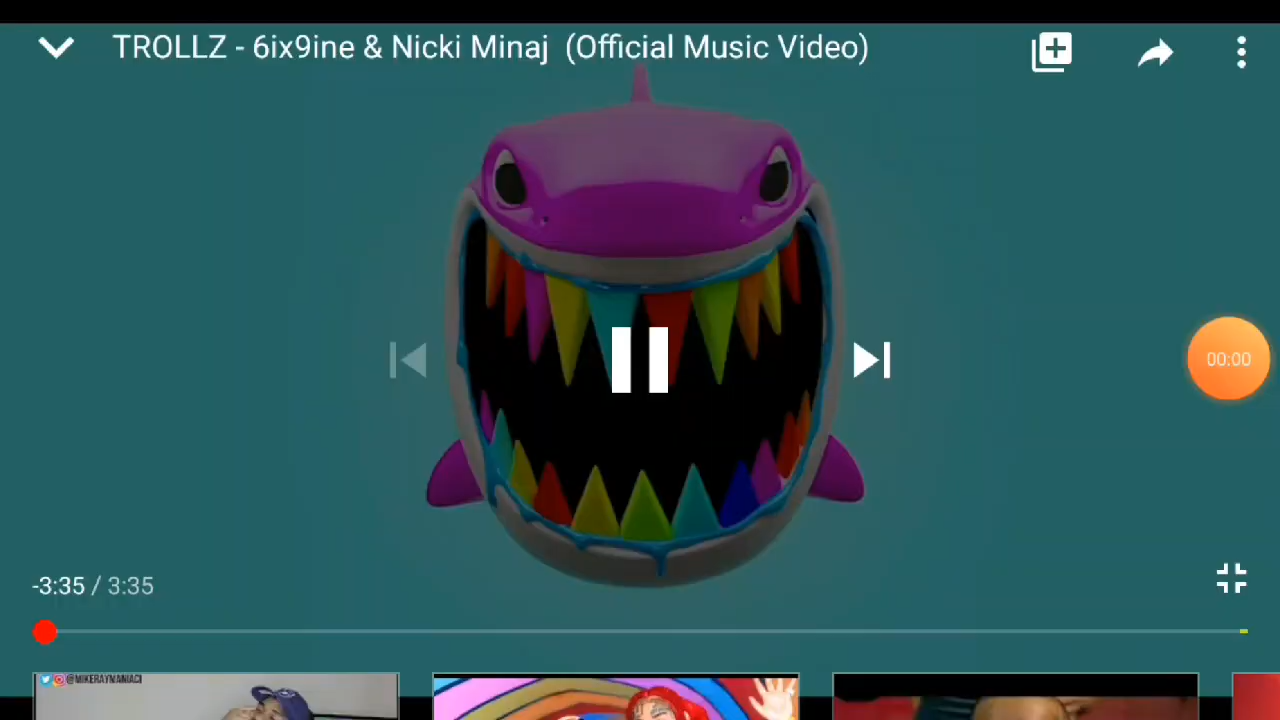 TROLLZ - 6ix9ine & Nicki Minaj (Official Music Video)
00:00
-3:35 / 3:35
@MIKERAYMANIACI